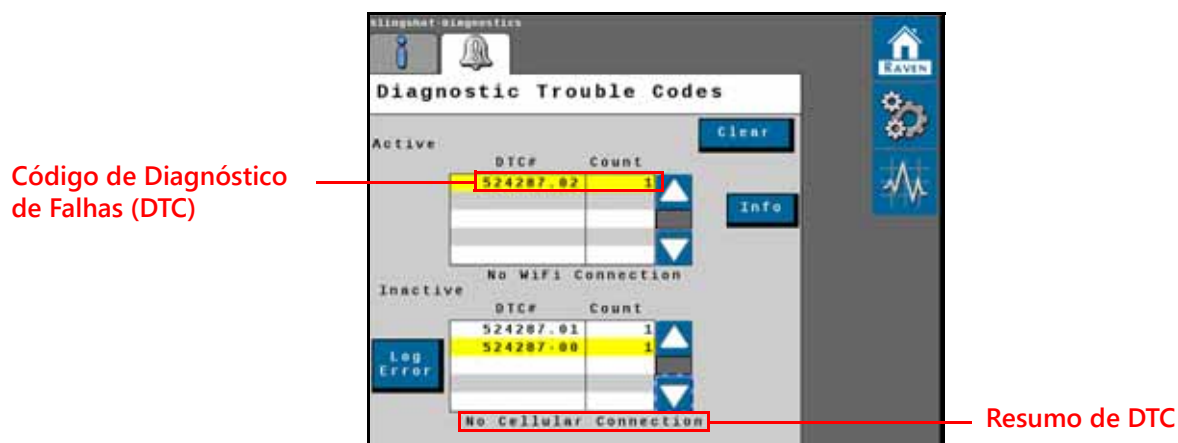 Slingshot-Diagnostics
RAVEN
Diagnostic Trouble Codes
Clear
Active
DTC# Count
Código de Diagnóstico
de Falhas (DTC)
524287.02 1
Info
No WiFi Connection
Inactive
DTC# Count
524287.01 1
524287.00 1
Log
Error
No Cellular Connection
Resumo de DTC